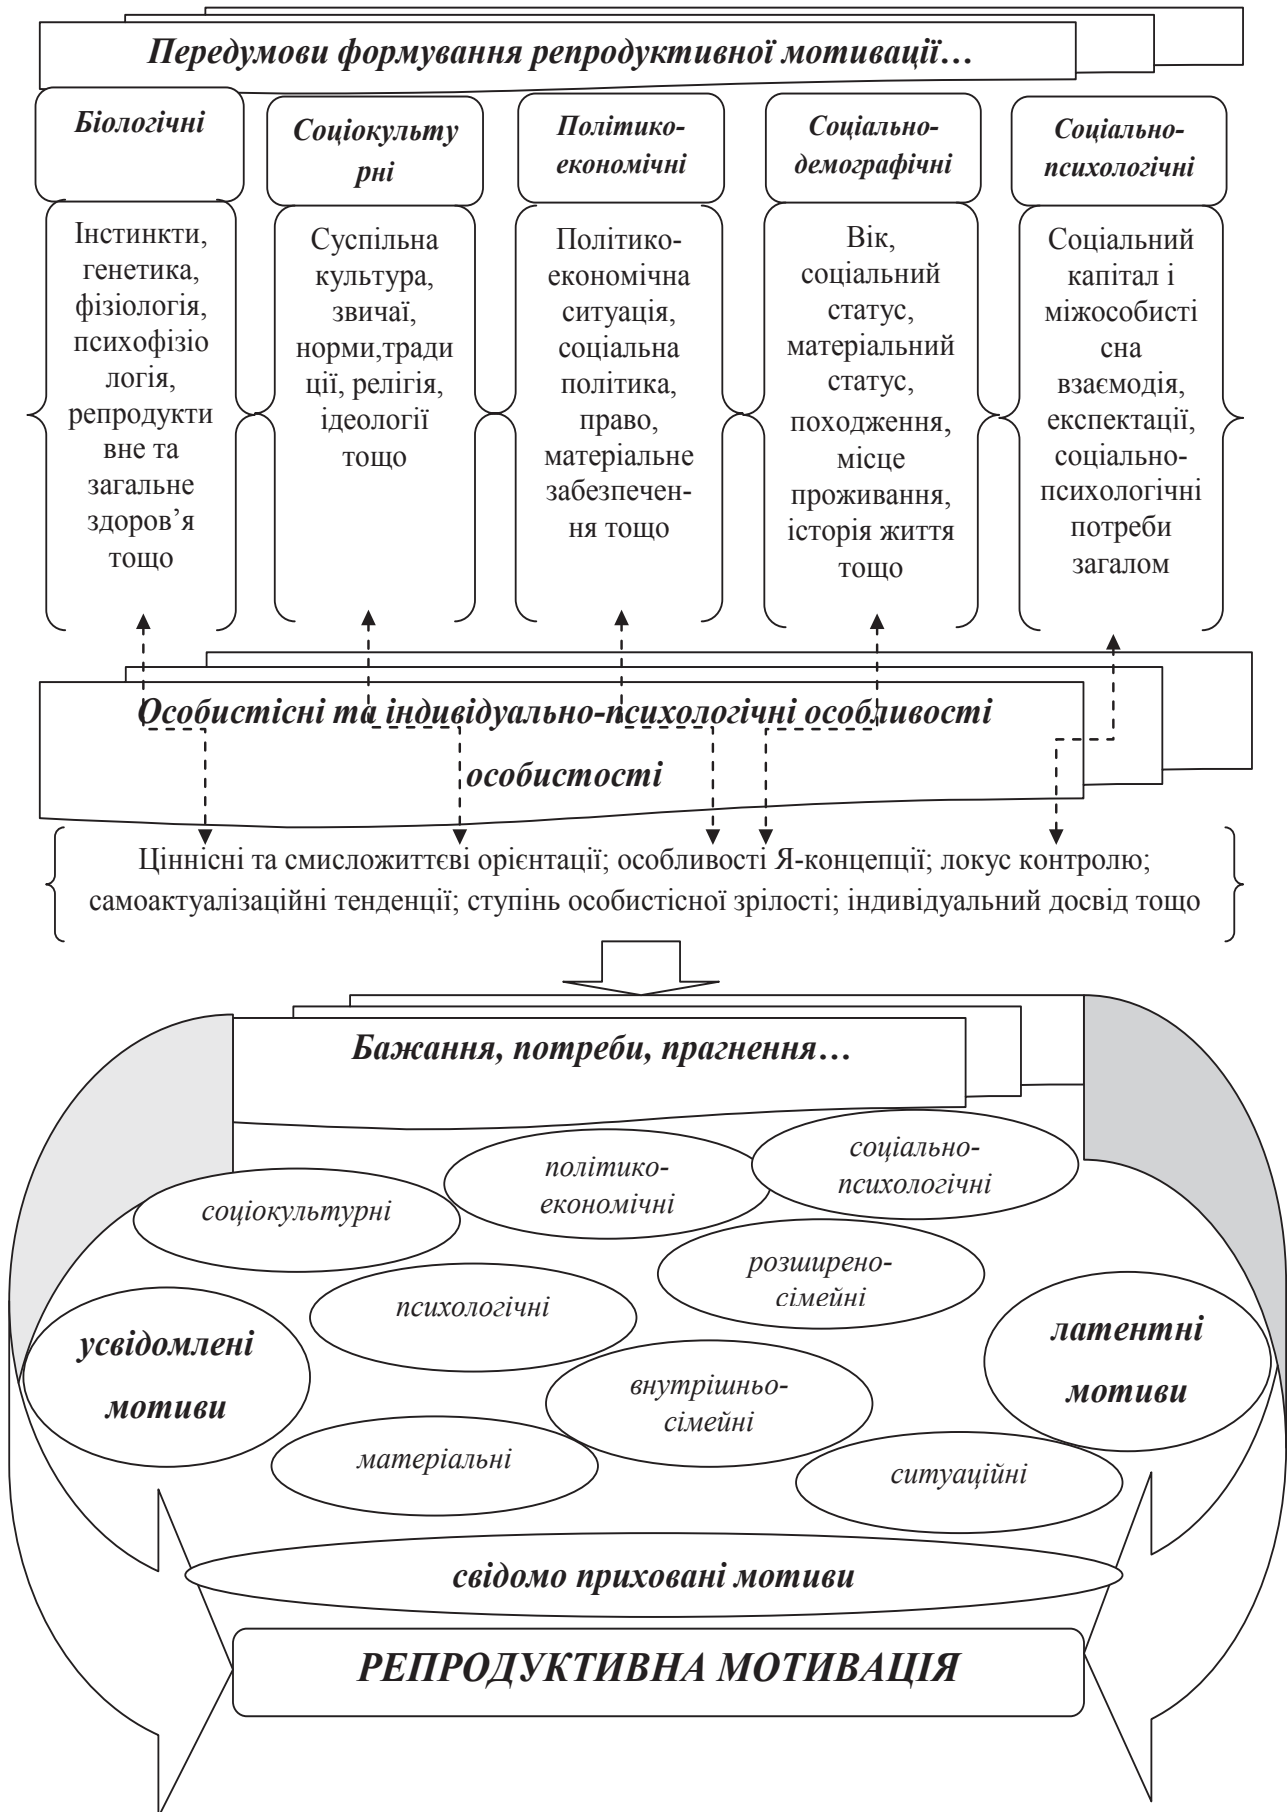 Передумови формування репродуктивної мотивації…
Біологічні
Соціокульту
рні
Політико-
економічні
Соціально-
демографічні
Соціально-
психологічні
Інстинкти,
генетика,
фізіологія,
психофізіо
логія,
репродукти
вне та
загальне
здоров’я
тощо
Суспільна
культура,
звичаї,
норми,тради
ції, релігія,
ідеології
тощо
Політико-
економічна
ситуація,
соціальна
політика,
право,
матеріальне
забезпечен-
ня тощо
Вік,
соціальний
статус,
матеріальний
статус,
походження,
місце
проживання,
історія життя
тощо
Соціальний
капітал і
міжособисті
сна
взаємодія,
експектації,
соціально-
психологічні
потреби
загалом
Особистісні та індивідуально-психологічні особливості
особистості
Ціннісні та смисложиттєві орієнтації; особливості Я-концепції; локус контролю;
самоактуалізаційні тенденції; ступінь особистісної зрілості; індивідуальний досвід тощо
Бажання, потреби, прагнення…
соціокультурні
політико-
економічні
соціально-
психологічні
психологічні
розширено-
сімейні
усвідомлені
мотиви
внутрішньо-
сімейні
латентні
мотиви
матеріальні
ситуаційні
свідомо приховані мотиви
РЕПРОДУКТИВНА МОТИВАЦІЯ